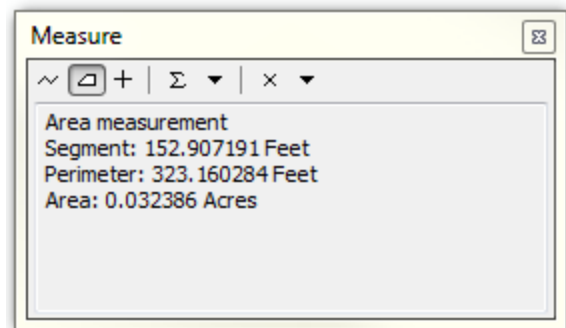 Measure
Σ
Area measurement
Segment: 152.907191 Feet
Perimeter: 323.160284 Feet
Area: 0.032386 Acres